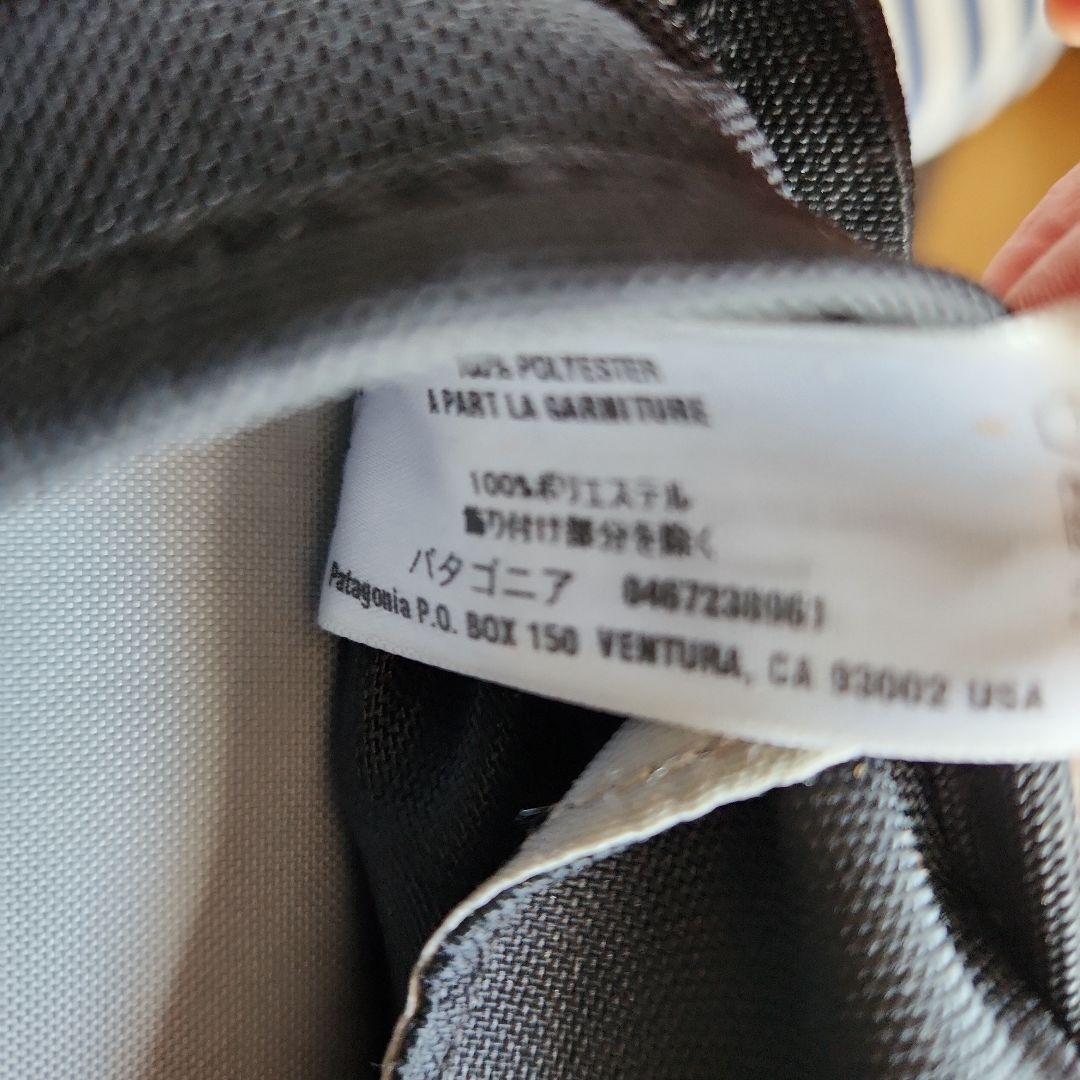 100% POLYESTER
À PART LA GARNITURE
100%ポリエステル
飾り付け部分を除く
パタゴニア 0467238961
Patagonia P.O. BOX 150 VENTURA, CA 93002 USA